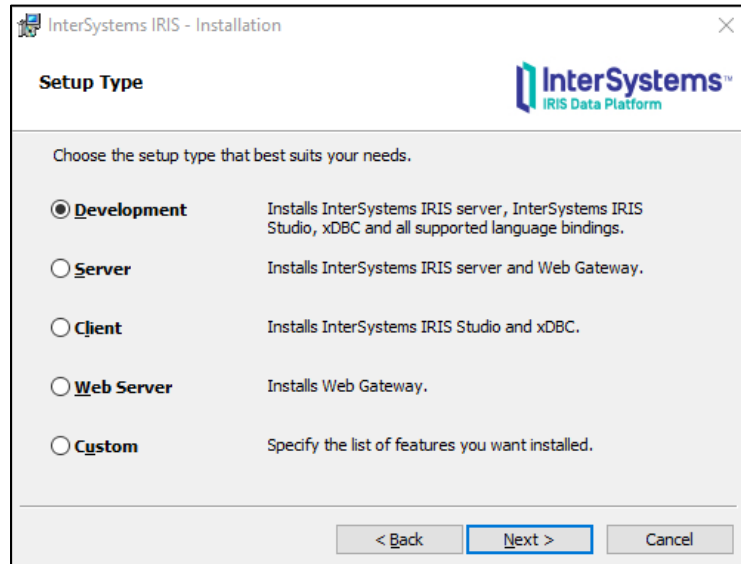 InterSystems IRIS - Installation
Setup Type
InterSystems™
IRIS Data Platform
Choose the setup type that best suits your needs.
Development
Installs InterSystems IRIS server, InterSystems IRIS
Studio, xDBC and all supported language bindings.
Server
Installs InterSystems IRIS server and Web Gateway.
Client
Installs InterSystems IRIS Studio and xDBC.
Web Server
Installs Web Gateway.
Custom
Specify the list of features you want installed.
< Back
Next >
Cancel